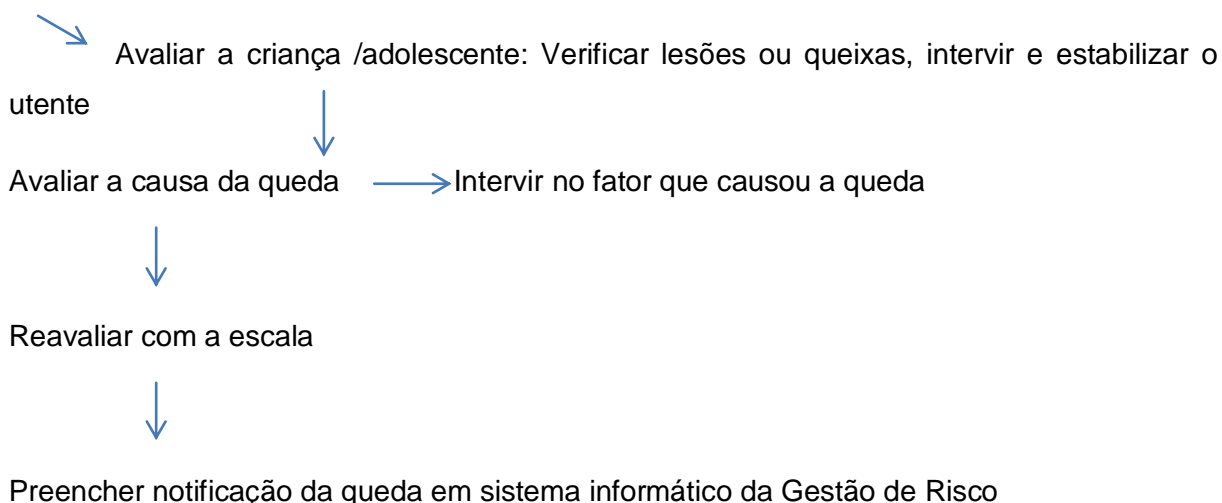 Avaliar a criança /adolescente: Verificar lesões ou queixas, intervir e estabilizar o
utente
Avaliar a causa da queda Intervir no fator que causou a queda
Reavaliar com a escala
Preencher notificação da queda em sistema informático da Gestão de Risco